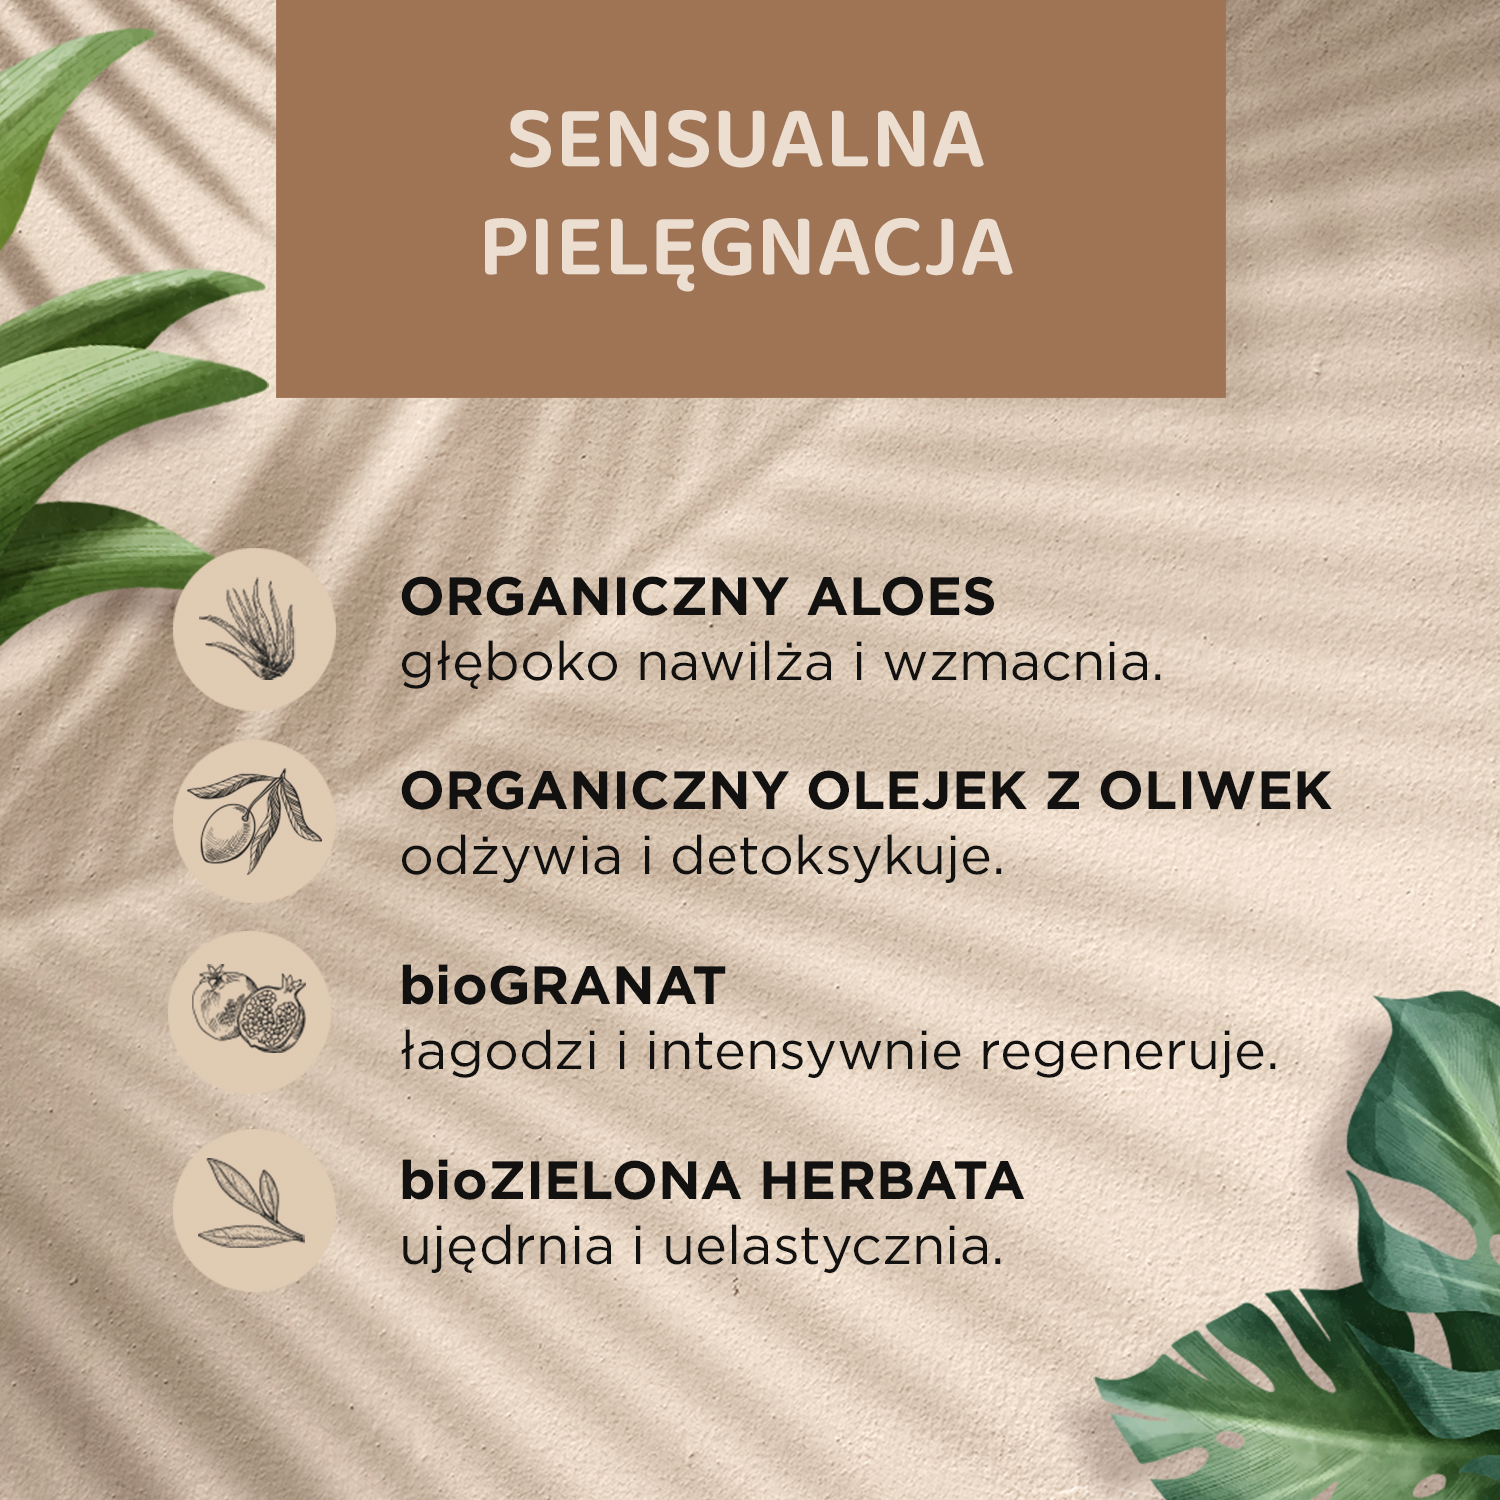 SENSUALNA
PIELĘGNACJA
ORGANICZNY ALOES
głęboko nawilża i wzmacnia.
ORGANICZNY OLEJEK Z OLIWEK
odżywia i detoksykuje.
bioGRANAT
łagodzi i intensywnie regeneruje.
bioZIELONA HERBATA
ujędrnia i uelastycznia.